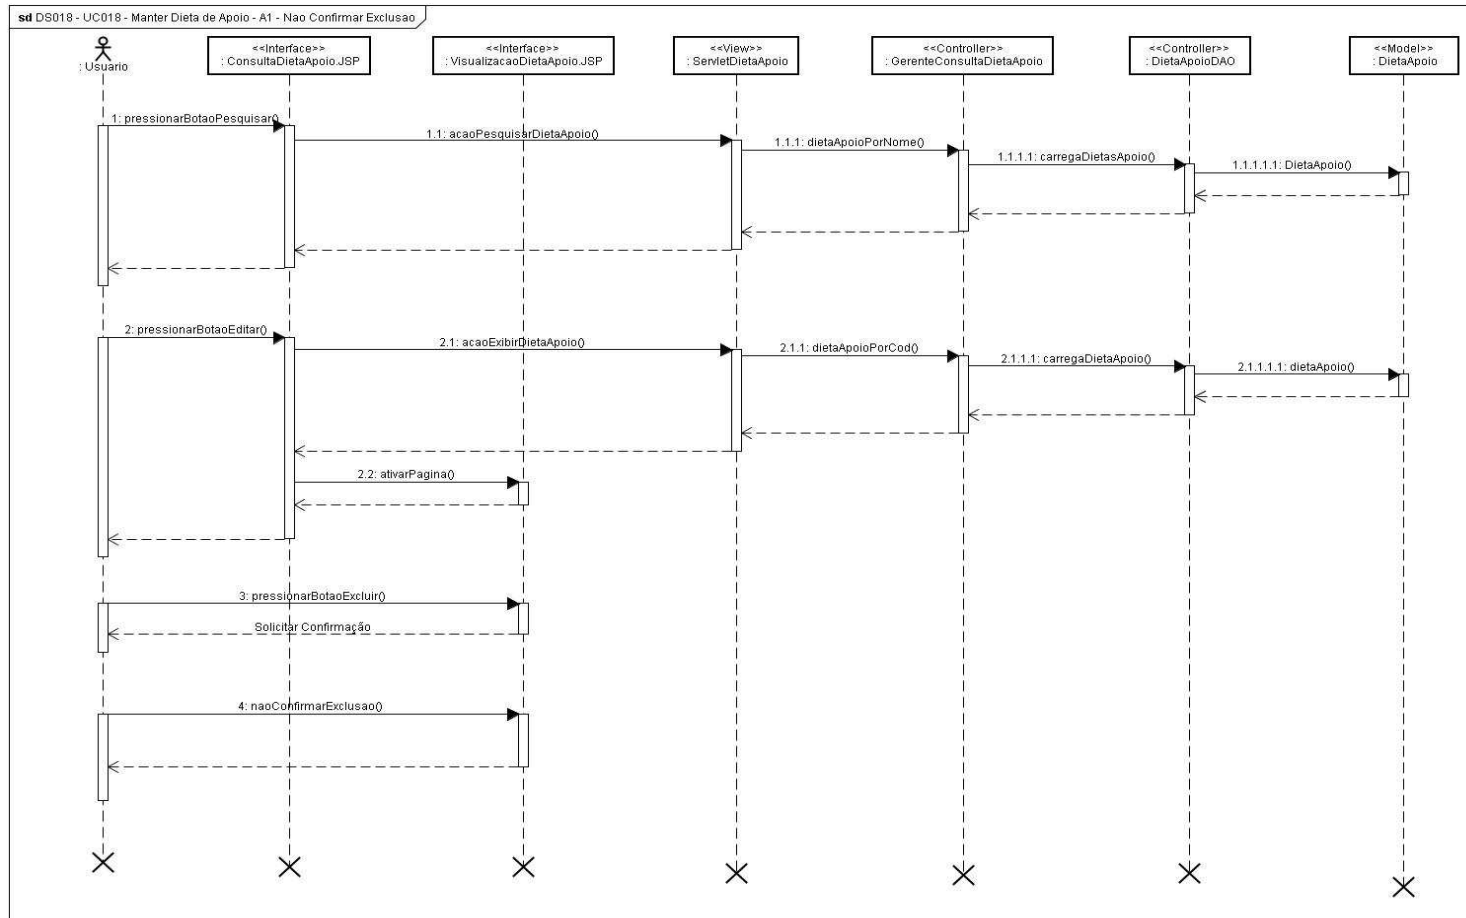 sd DS018 - UC018 - Manter Dieta de Apoio - A1 - Nao Confirmar Exclusao
: Usuario
<<Interface>>
: ConsultaDietaApoio.JSP
<<Interface>>
: VisualizacaoDietaApoio.JSP
<<View>>
: ServletDietaApoio
<<Controller>>
: GerenteConsultaDietaApoio
<<Controller>>
: DietaApoioDAO
<<Model>>
: DietaApoio
1: pressionarBotaoPesquisar()
1.1: acaoPesquisarDietaApoio()
1.1.1: dietaApoioPorNome()
1.1.1.1: carregaDietasApoio()
1.1.1.1.1: DietaApoio()
2: pressionarBotaoEditar()
2.1: acaoExibirDietaApoio()
2.1.1: dietaApoioPorCod()
2.1.1.1: carregaDietaApoio()
2.1.1.1.1: dietaApoio()
2.2: ativarPagina()
3: pressionarBotaoExcluir()
Solicitar Confirmação
4: naoConfirmarExclusao()